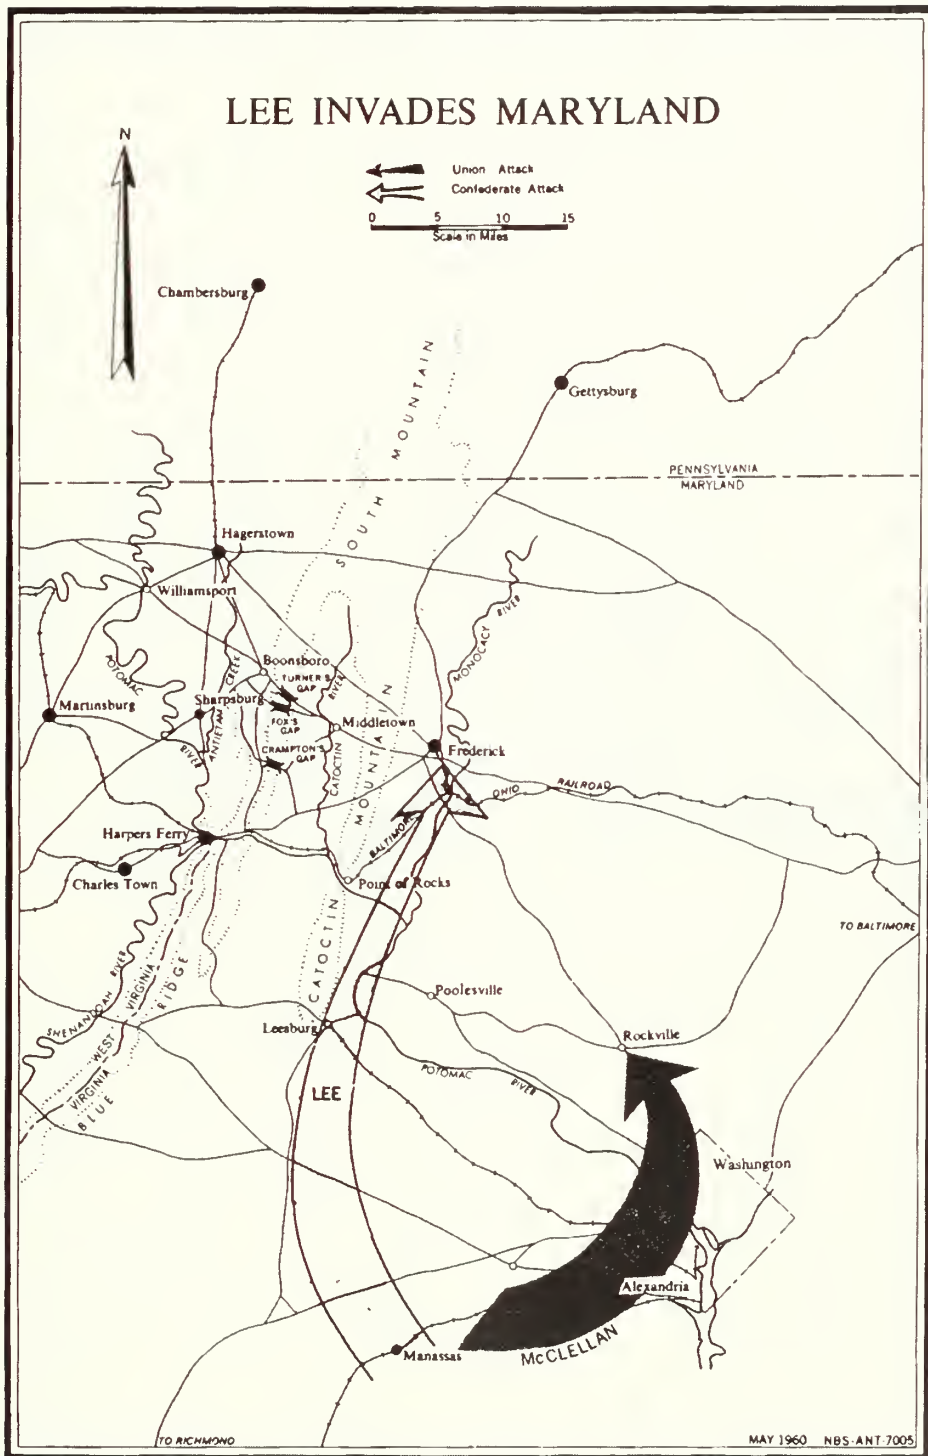 LEE INVADES MARYLAND
N
Union Attack
Confederate Attack
0 5 10 15
Scale in Miles
Chambersburg
Gettysburg
SOUTH MOUNTAIN
PENNSYLVANIA
MARYLAND
Hagerstown
Williamsport
MONOCACY RIVER
POTOMAC
RIVER
Boonsboro
TURNER'S
GAP
ANTIETAM CREEK
Martinsburg
Sharpsburg
FOX'S
GAP
Middletown
CATOCTIN
RIVER
CRAMPTON'S
GAP
Frederick
BALTIMORE
OHIO
RAILROAD
Harpers Ferry
Charles Town
Point of Rocks
CATOCTIN
MOUNTAIN
TO BALTIMORE
SHENANDOAH RIVER
WEST VIRGINIA
VIRGINIA
BLUE
RIDGE
Poolesville
Leesburg
Rockville
POTOMAC
RIVER
LEE
Washington
Alexandria
Manassas
McCLELLAN
TO RICHMOND
MAY 1960 NBS-ANT-7005